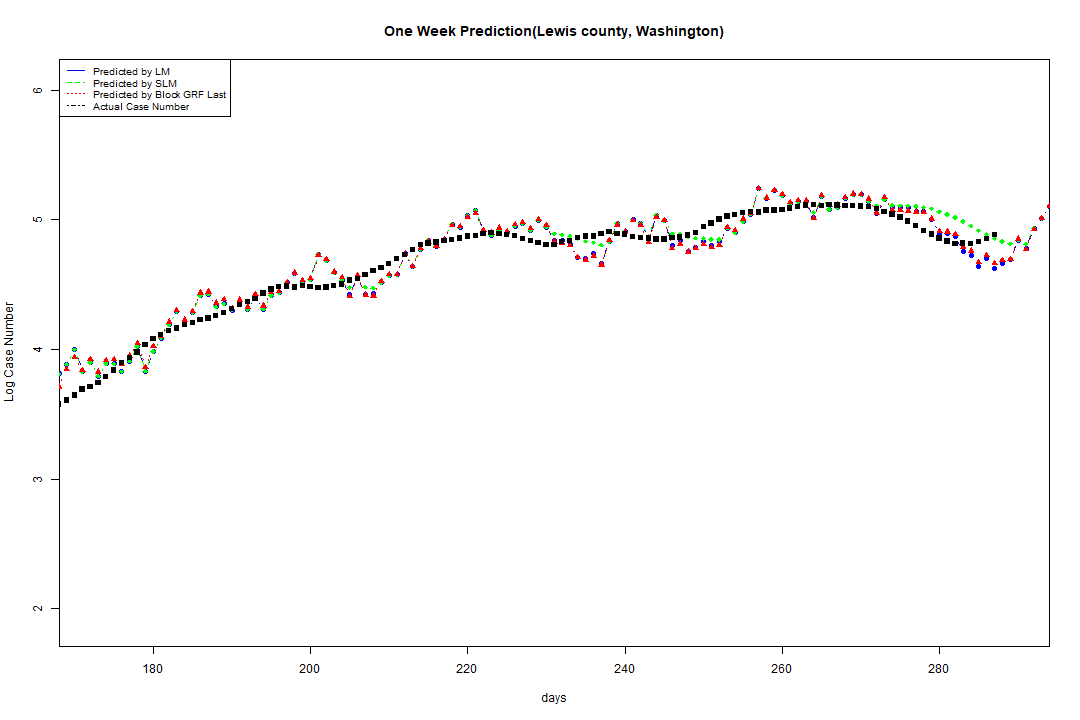 One Week Prediction(Lewis county, Washington)
Predicted by LM
Predicted by SLM
Predicted by Block GRF Last
Actual Case Number
6
5
4
3
2
Log Case Number
180 200 220 240 260 280
days